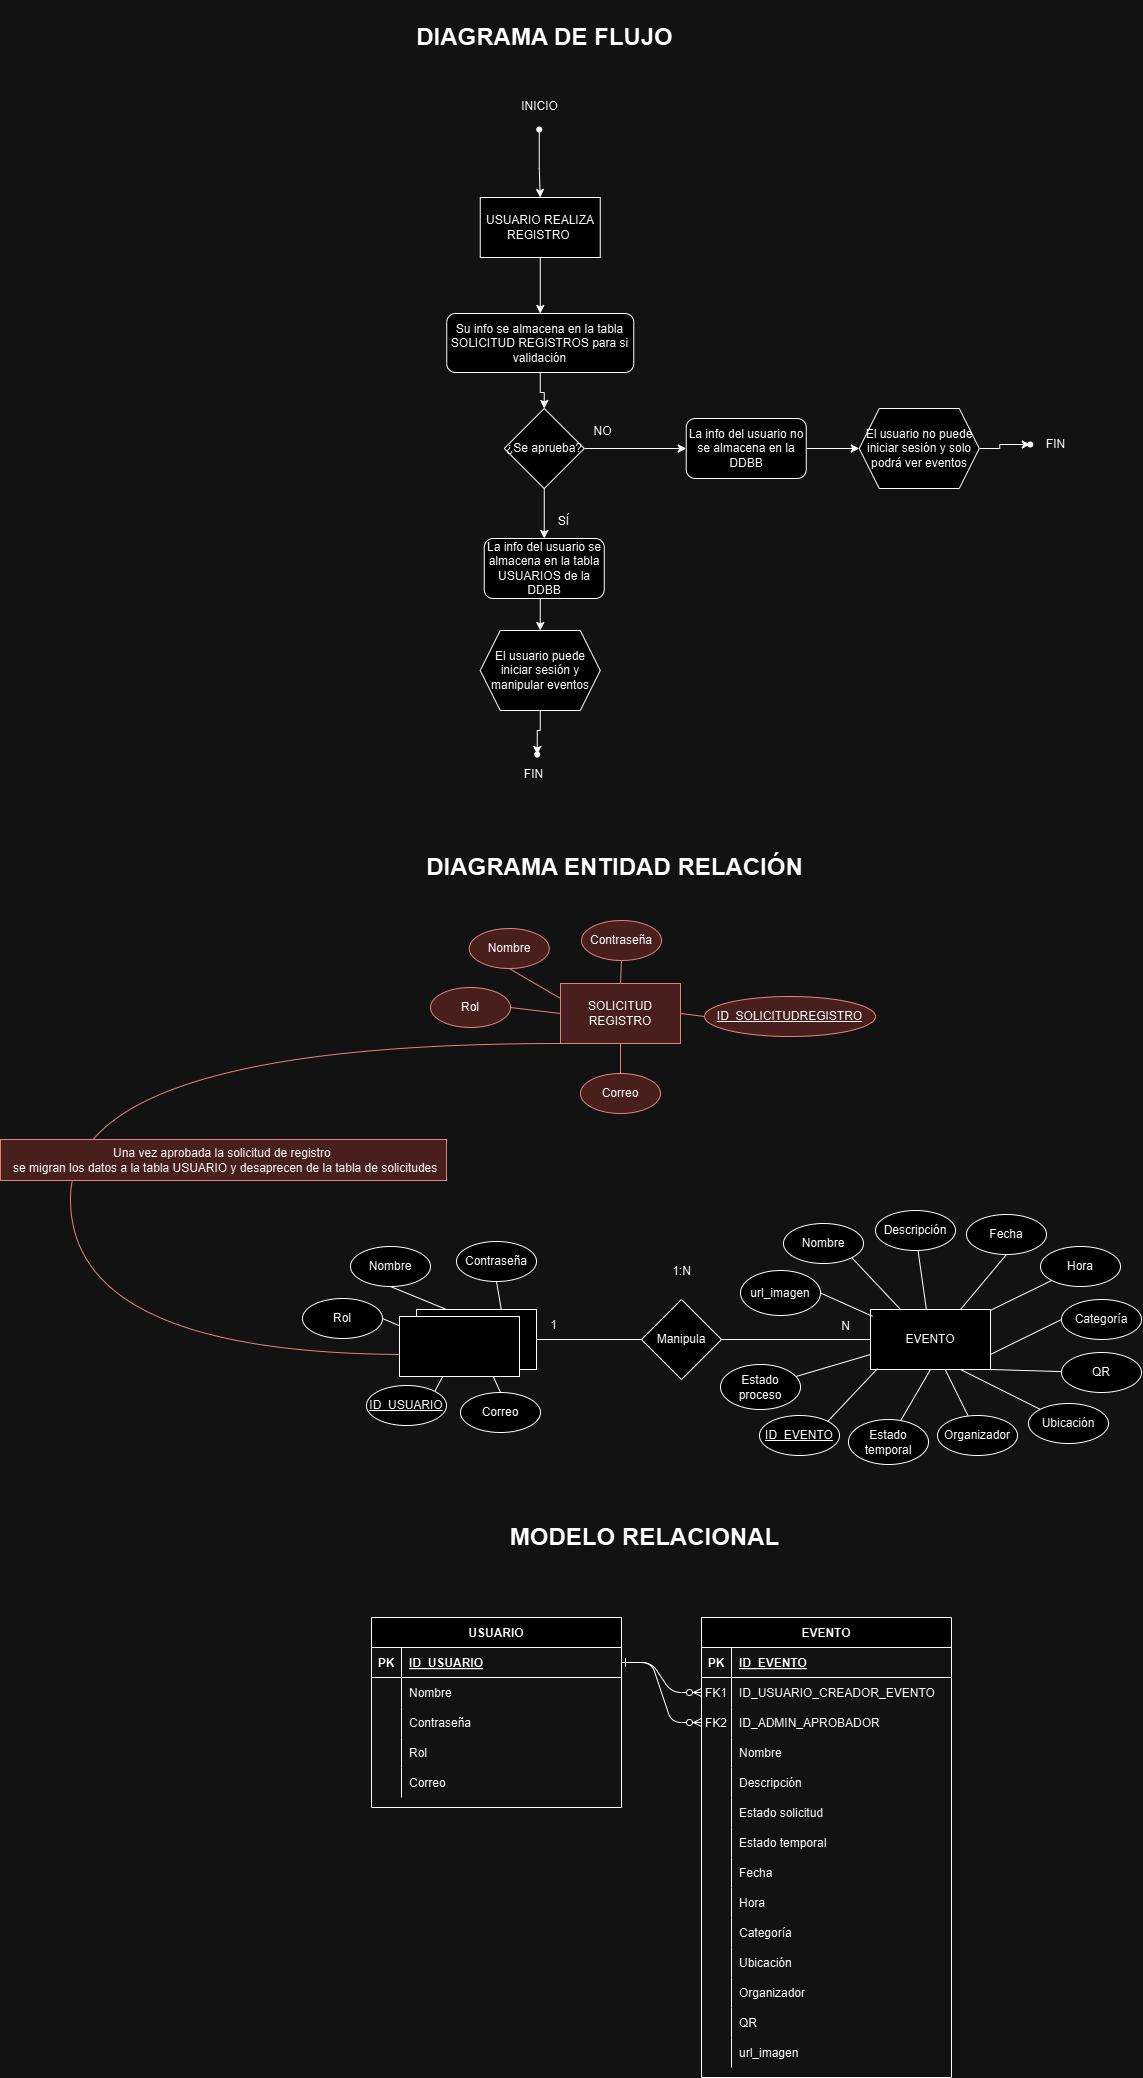 DIAGRAMA DE FLUJO
INICIO
USUARIO REALIZA
REGISTRO
Su info se almacena en la tabla
SOLICITUD REGISTROS para si
validación
¿Se aprueba?
NO
La info del usuario no
se almacena en la
DDBB
El usuario no puede
iniciar sesión y solo
podrá ver eventos
FIN
SÍ
La info del usuario se
almacena en la tabla
USUARIOS de la
DDBB
El usuario puede
iniciar sesión y
manipular eventos
FIN
DIAGRAMA ENTIDAD RELACIÓN
Nombre
Contraseña
Rol
SOLICITUD
REGISTRO
ID_SOLICITUDREGISTRO
Correo
Una vez aprobada la solicitud de registro
se migran los datos a la tabla USUARIO y desaprecen de la tabla de solicitudes
Nombre
Contraseña
Rol
ID_USUARIO
Correo
1
1:N
Manipula
N
EVENTO
url_imagen
Nombre
Descripción
Fecha
Hora
Categoría
QR
Ubicación
Organizador
Estado
temporal
ID_EVENTO
Estado
proceso
MODELO RELACIONAL
USUARIO
PK ID_USUARIO
Nombre
Contraseña
Rol
Correo
EVENTO
PK ID_EVENTO
FK1 ID_USUARIO_CREADOR_EVENTO
FK2 ID_ADMIN_APROBADOR
Nombre
Descripción
Estado solicitud
Estado temporal
Fecha
Hora
Categoría
Ubicación
Organizador
QR
url_imagen